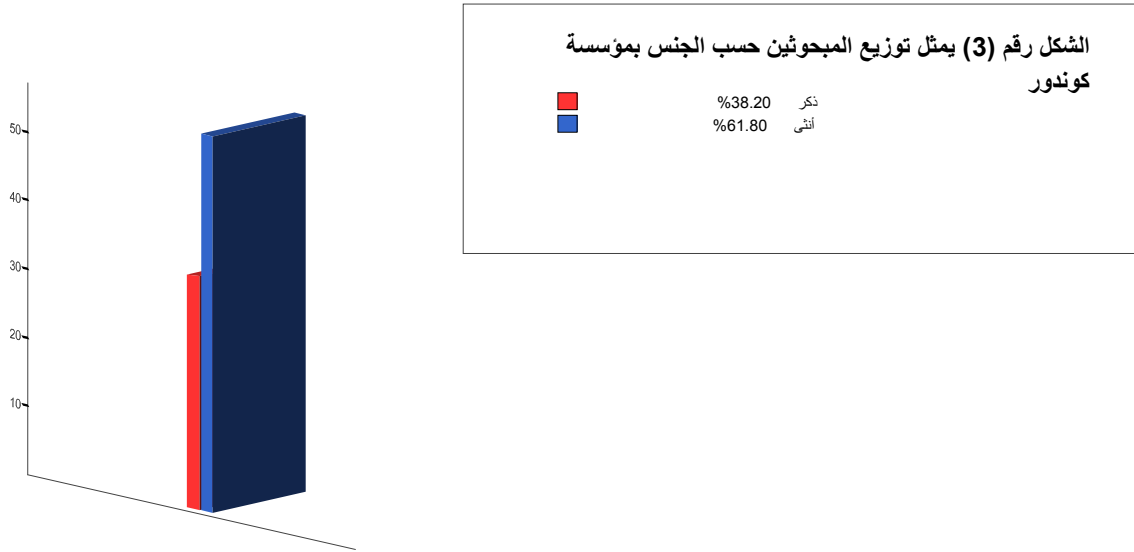 الشكل رقم (3) يمثل توزيع المبحوثين حسب الجنس بمؤسسة
كوندور
ذكر %38.20
أنثى %61.80
50
40
30
20
10